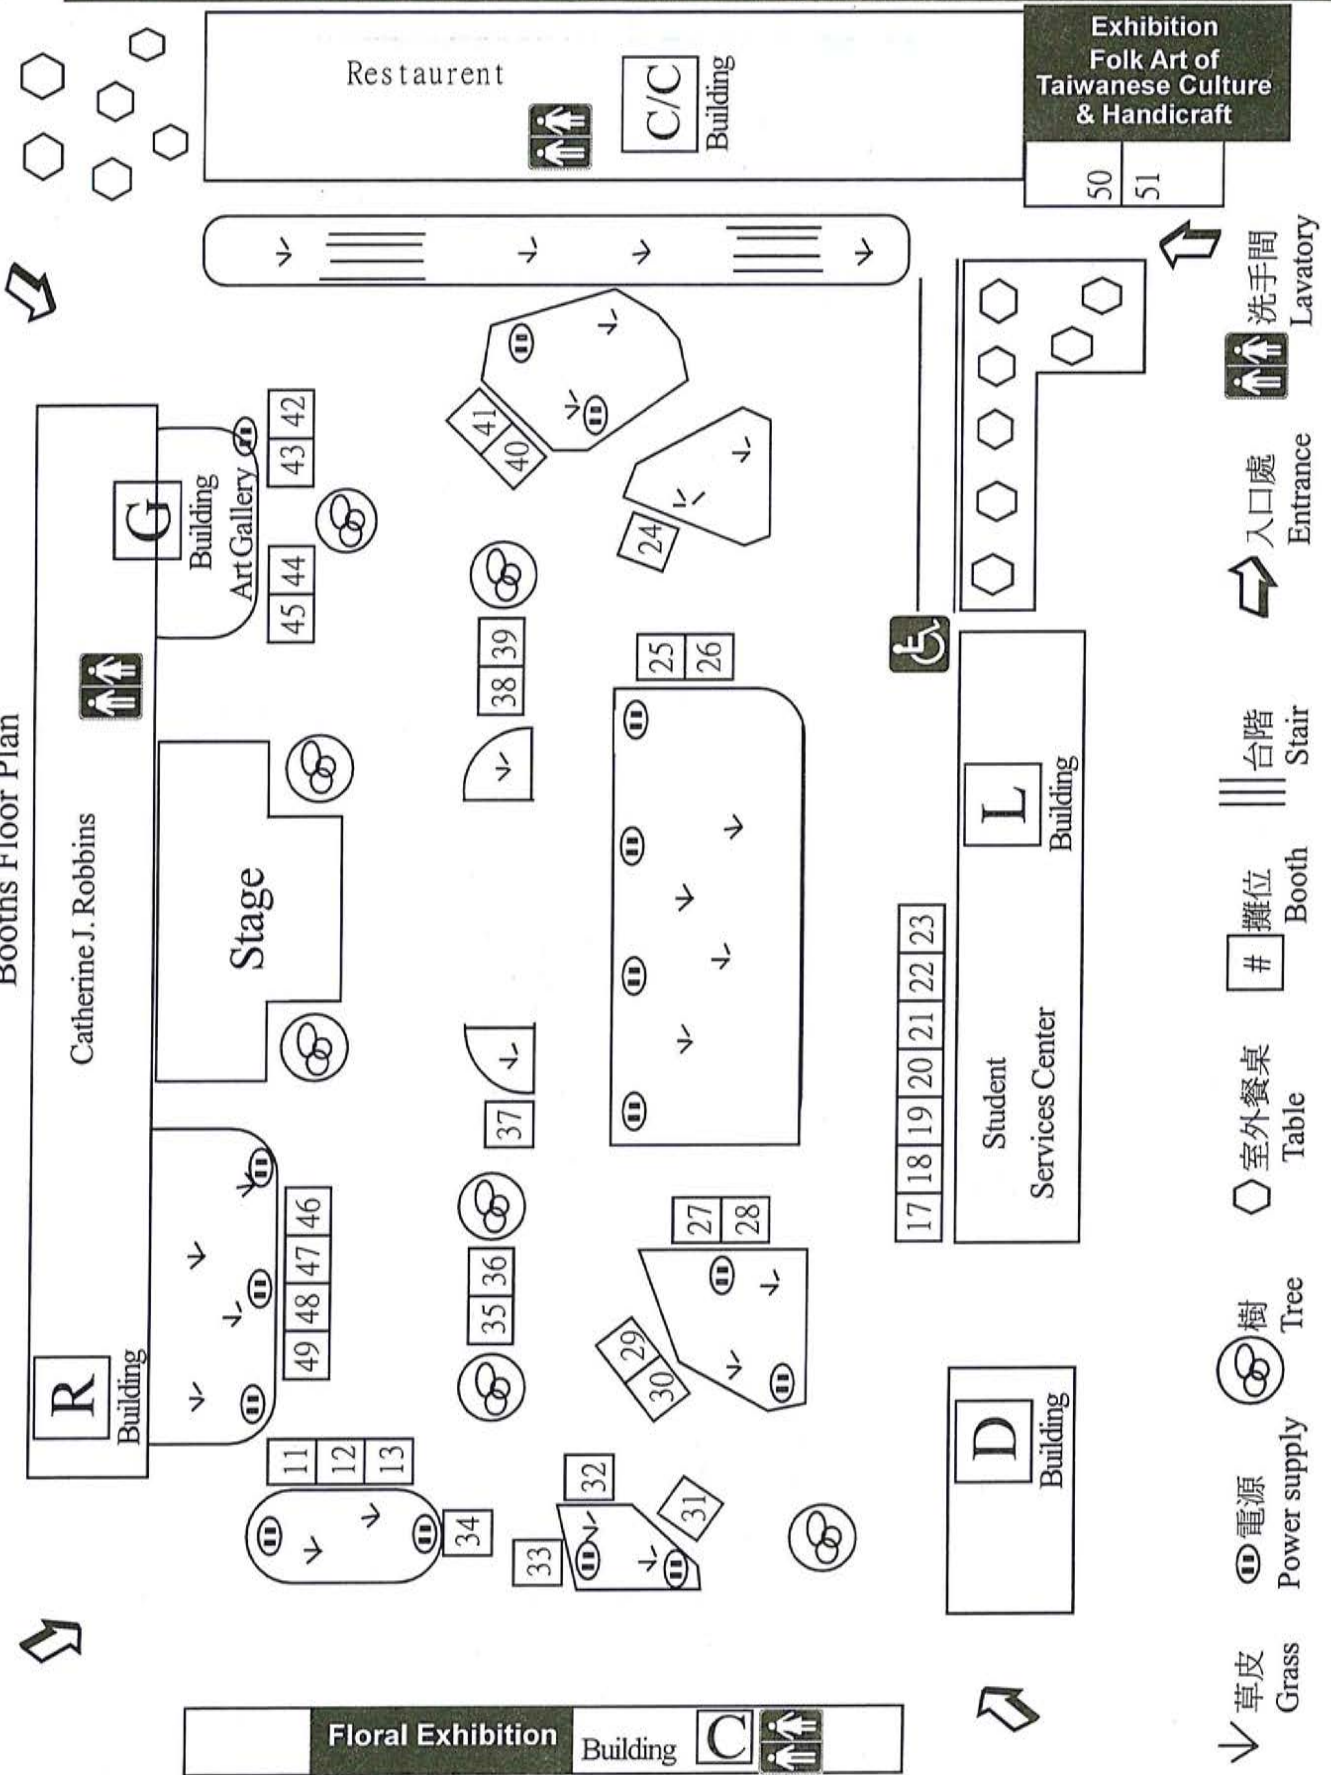 Booths Floor Plan
Catherine J. Robbins
R
Building
G
Building
Art Gallery
Stage
Restaurent
C/C
Building
Exhibition
Folk Art of
Taiwanese Culture
& Handicraft
50
51
42
43
44
45
46
47
48
49
11
12
13
34
33
32
31
35
36
37
38
39
40
41
24
25
26
27
28
29
30
17
18
19
20
21
22
23
Student
Services Center
L
Building
D
Building
Floral Exhibition
Building
C
草皮
Grass
電源
Power supply
樹
Tree
室外餐桌
Table
#
攤位
Booth
台階
Stair
入口處
Entrance
洗手間
Lavatory